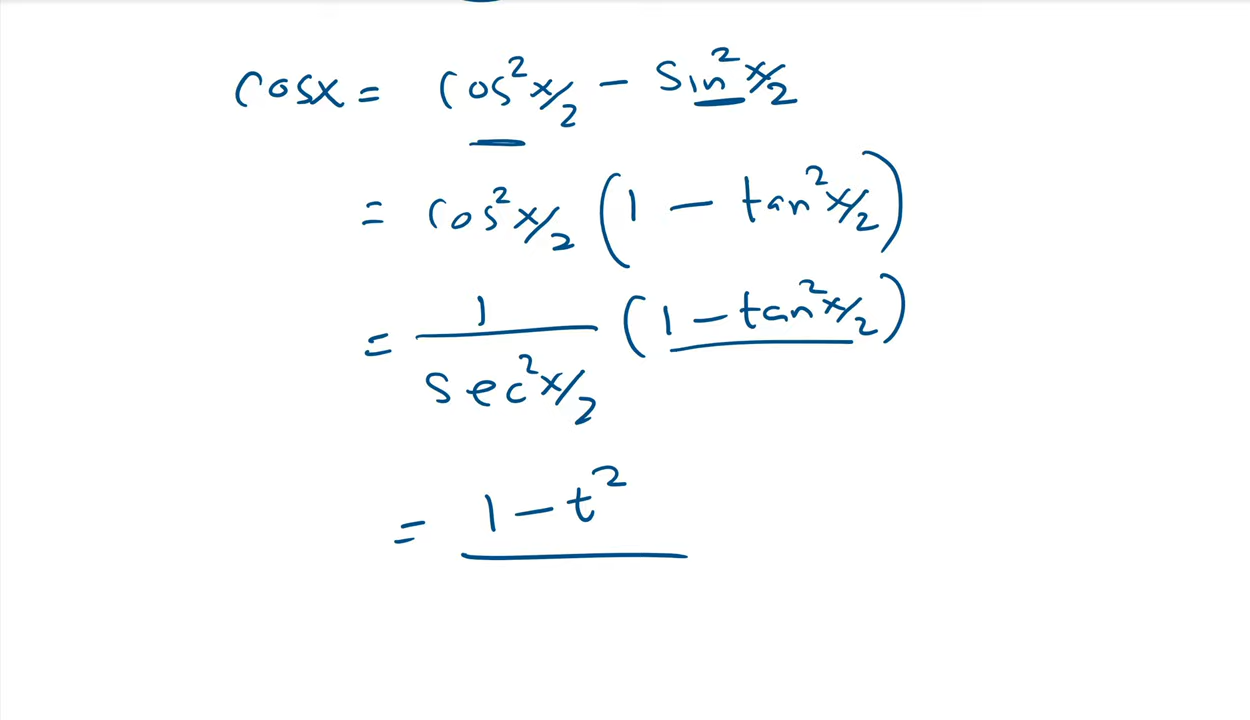 cosx = cos²x/2 − sin²x/2
= cos²x/2 (1 − tan²x/2)
= 1/sec²x/2 (1 − tan²x/2)
= 1 − t²